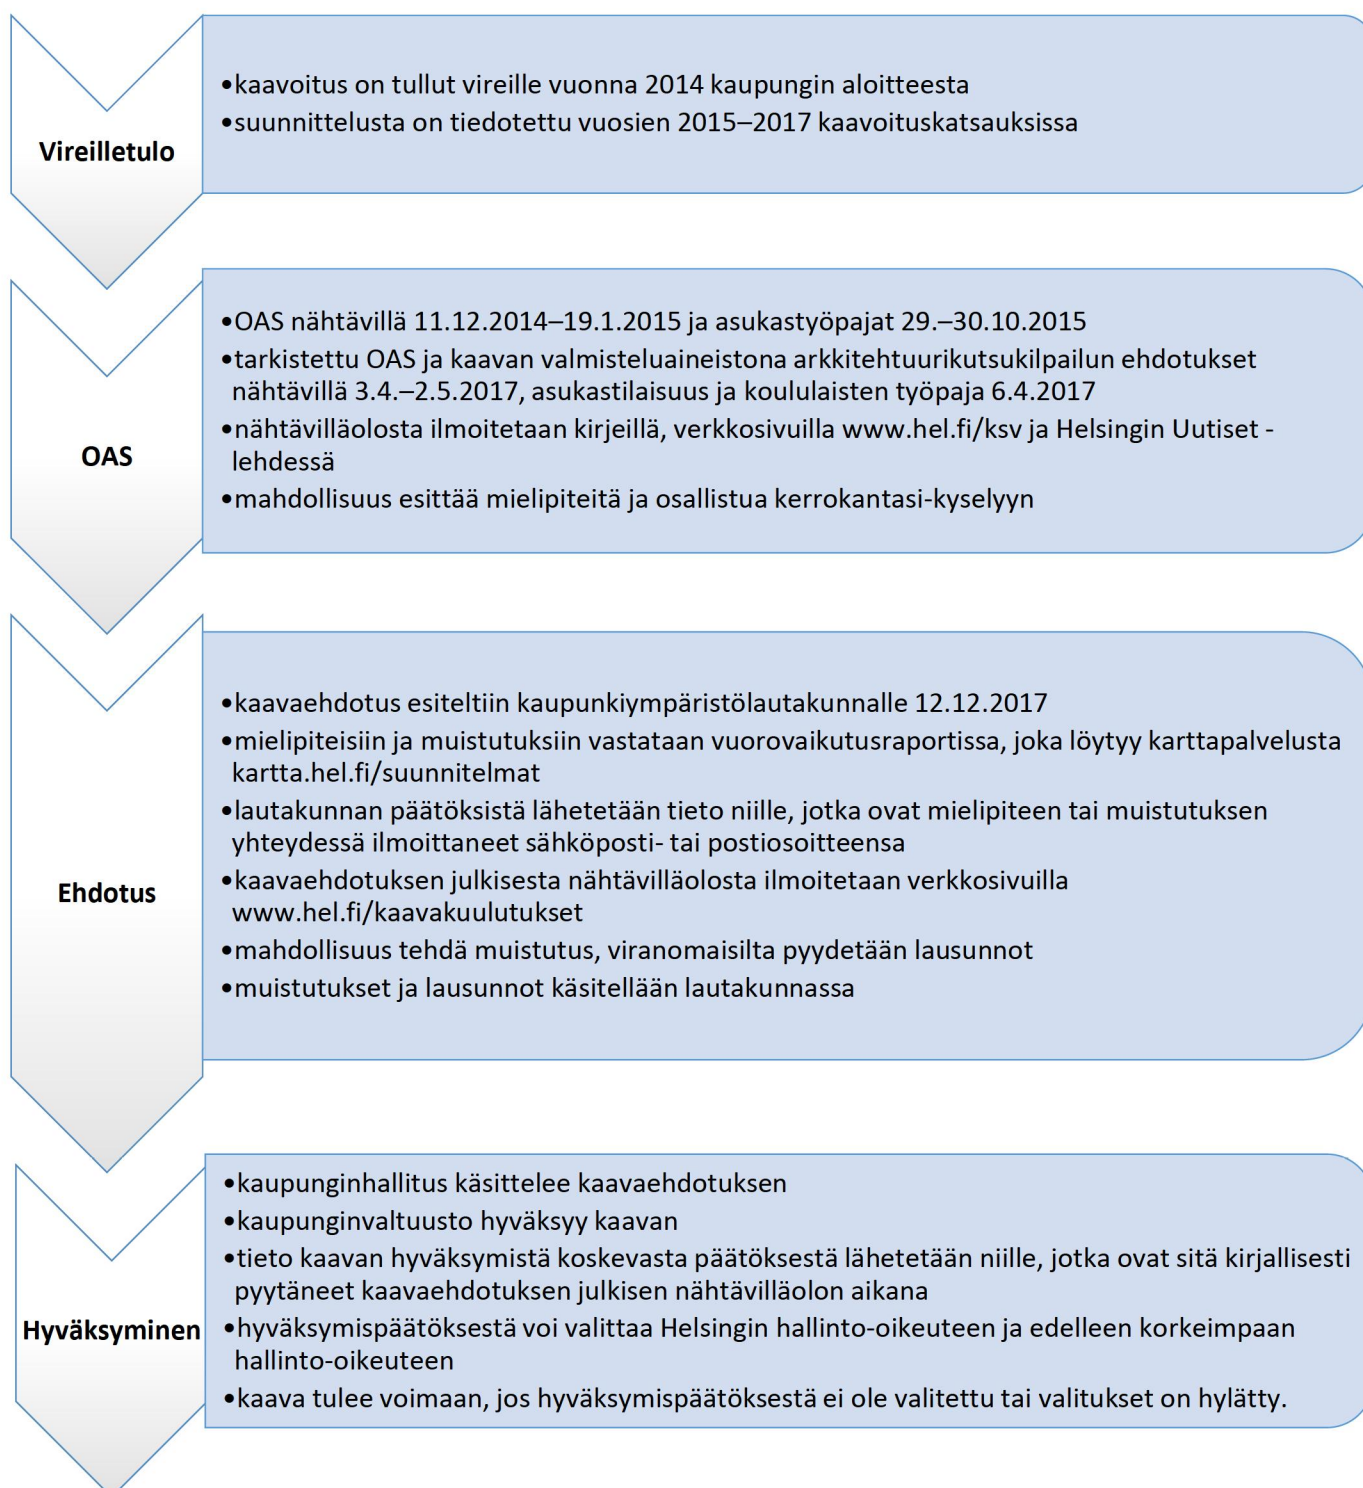 Vireilletulo
•kaavoitus on tullut vireille vuonna 2014 kaupungin aloitteesta
•suunnittelusta on tiedotettu vuosien 2015–2017 kaavoituskatsauksissa
OAS
•OAS nähtävillä 11.12.2014–19.1.2015 ja asukastyöpajat 29.–30.10.2015
•tarkistettu OAS ja kaavan valmisteluaineistona arkkitehtuurikutsukilpailun ehdotukset
nähtävillä 3.4.–2.5.2017, asukastilaisuus ja koululaisten työpaja 6.4.2017
•nähtävilläolosta ilmoitetaan kirjeillä, verkkosivuilla www.hel.fi/ksv ja Helsingin Uutiset -
lehdessä
•mahdollisuus esittää mielipiteitä ja osallistua kerrokantasi-kyselyyn
Ehdotus
•kaavaehdotus esiteltiin kaupunkiympäristölautakunnalle 12.12.2017
•mielipiteisiin ja muistutuksiin vastataan vuorovaikutusraportissa, joka löytyy karttapalvelusta
kartta.hel.fi/suunnitelmat
•lautakunnan päätöksistä lähetetään tieto niille, jotka ovat mielipiteen tai muistutuksen
yhteydessä ilmoittaneet sähköposti- tai postiosoitteensa
•kaavaehdotuksen julkisesta nähtävilläolosta ilmoitetaan verkkosivuilla
www.hel.fi/kaavakuulutukset
•mahdollisuus tehdä muistutus, viranomaisilta pyydetään lausunnot
•muistutukset ja lausunnot käsitellään lautakunnassa
Hyväksyminen
•kaupunginhallitus käsittelee kaavaehdotuksen
•kaupunginvaltuusto hyväksyy kaavan
•tieto kaavan hyväksymistä koskevasta päätöksestä lähetetään niille, jotka ovat sitä kirjallisesti
pyytäneet kaavaehdotuksen julkisen nähtävilläolon aikana
•hyväksymispäätöksestä voi valittaa Helsingin hallinto-oikeuteen ja edelleen korkeimpaan
hallinto-oikeuteen
•kaava tulee voimaan, jos hyväksymispäätöksestä ei ole valitettu tai valitukset on hylätty.